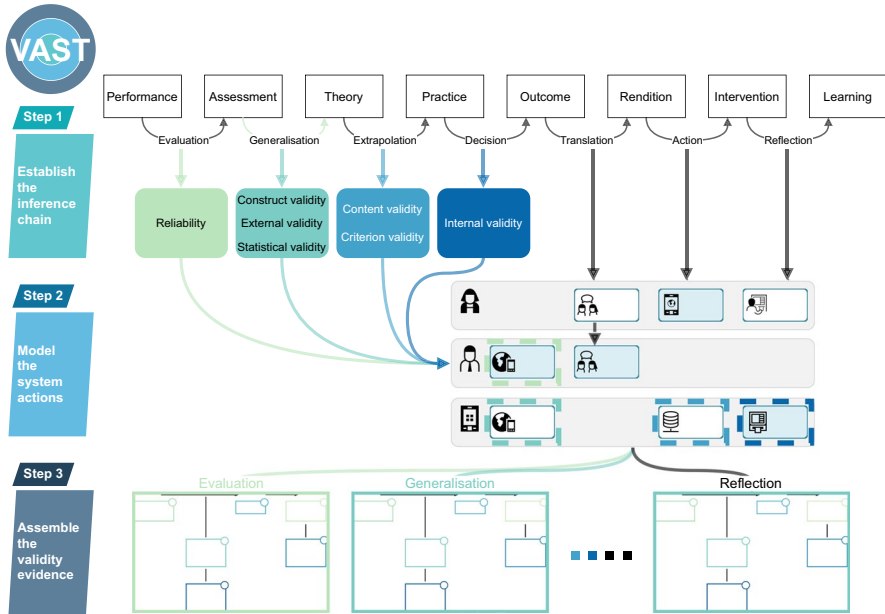 VAST
Performance
Assessment
Theory
Practice
Outcome
Rendition
Intervention
Learning
Step 1
Evaluation
Generalisation
Extrapolation
Decision
Translation
Action
Reflection
Establish
the
inference
chain
Reliability
Construct validity
External validity
Statistical validity
Content validity
Criterion validity
Internal validity
Step 2
Model
the
system
actions
Step 3
Evaluation
Generalisation
Reflection
Assemble
the
validity
evidence